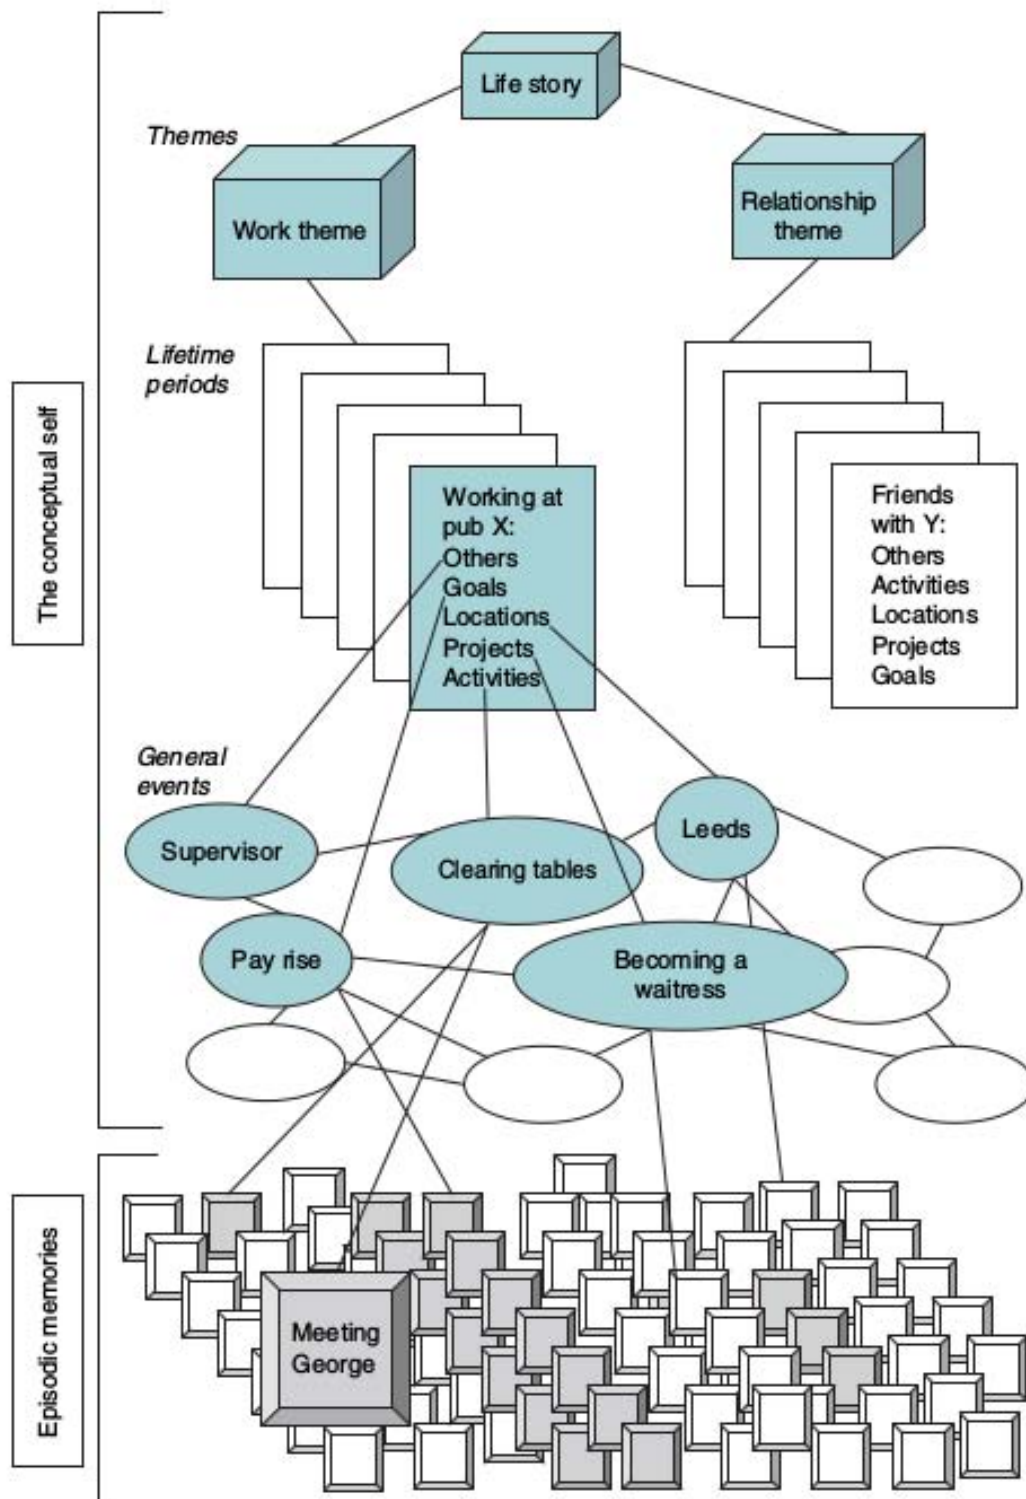 Life story
Themes
Work theme
Relationship
theme
Lifetime
periods
The conceptual self
Working at
pub X:
Others
Goals
Locations
Projects
Activities
Friends
with Y:
Others
Activities
Locations
Projects
Goals
General
events
Supervisor
Clearing tables
Leeds
Pay rise
Becoming a
waitress
Episodic memories
Meeting
George